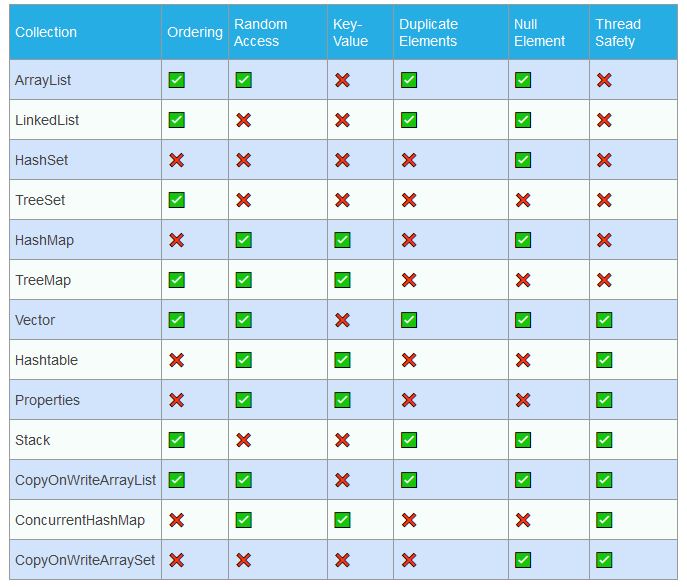 Collection Ordering Random Access Key-Value Duplicate Elements Null Element Thread Safety
ArrayList ✅ ✅ ❌ ✅ ✅ ❌
LinkedList ✅ ❌ ❌ ✅ ✅ ❌
HashSet ❌ ❌ ❌ ❌ ✅ ❌
TreeSet ✅ ❌ ❌ ❌ ❌ ❌
HashMap ❌ ✅ ✅ ❌ ✅ ❌
TreeMap ✅ ✅ ✅ ❌ ❌ ❌
Vector ✅ ✅ ❌ ✅ ✅ ✅
Hashtable ❌ ✅ ✅ ❌ ❌ ✅
Properties ❌ ✅ ✅ ❌ ❌ ✅
Stack ✅ ❌ ❌ ✅ ✅ ✅
CopyOnWriteArrayList ✅ ✅ ❌ ✅ ✅ ✅
ConcurrentHashMap ❌ ✅ ✅ ❌ ❌ ✅
CopyOnWriteArraySet ❌ ❌ ❌ ❌ ✅ ✅